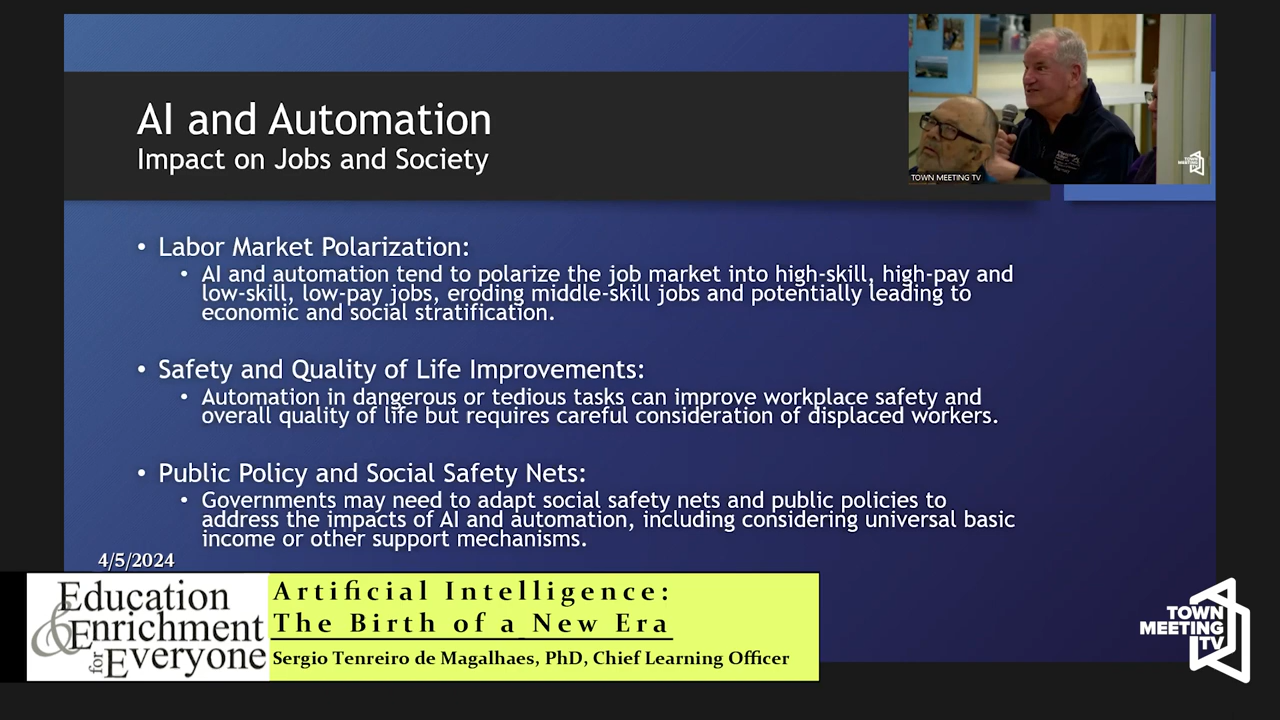 AI and Automation
Impact on Jobs and Society
TOWN MEETING TV
TOWN
MEETING
TV
• Labor Market Polarization:
• AI and automation tend to polarize the job market into high-skill, high-pay and
low-skill, low-pay jobs, eroding middle-skill jobs and potentially leading to
economic and social stratification.
• Safety and Quality of Life Improvements:
• Automation in dangerous or tedious tasks can improve workplace safety and
overall quality of life but requires careful consideration of displaced workers.
• Public Policy and Social Safety Nets:
• Governments may need to adapt social safety nets and public policies to
address the impacts of AI and automation, including considering universal basic
income or other support mechanisms.
4/5/2024
Education
& Enrichment
for Everyone
Artificial Intelligence:
The Birth of a New Era
Sergio Tenreiro de Magalhaes, PhD, Chief Learning Officer
TOWN
MEETING
TV